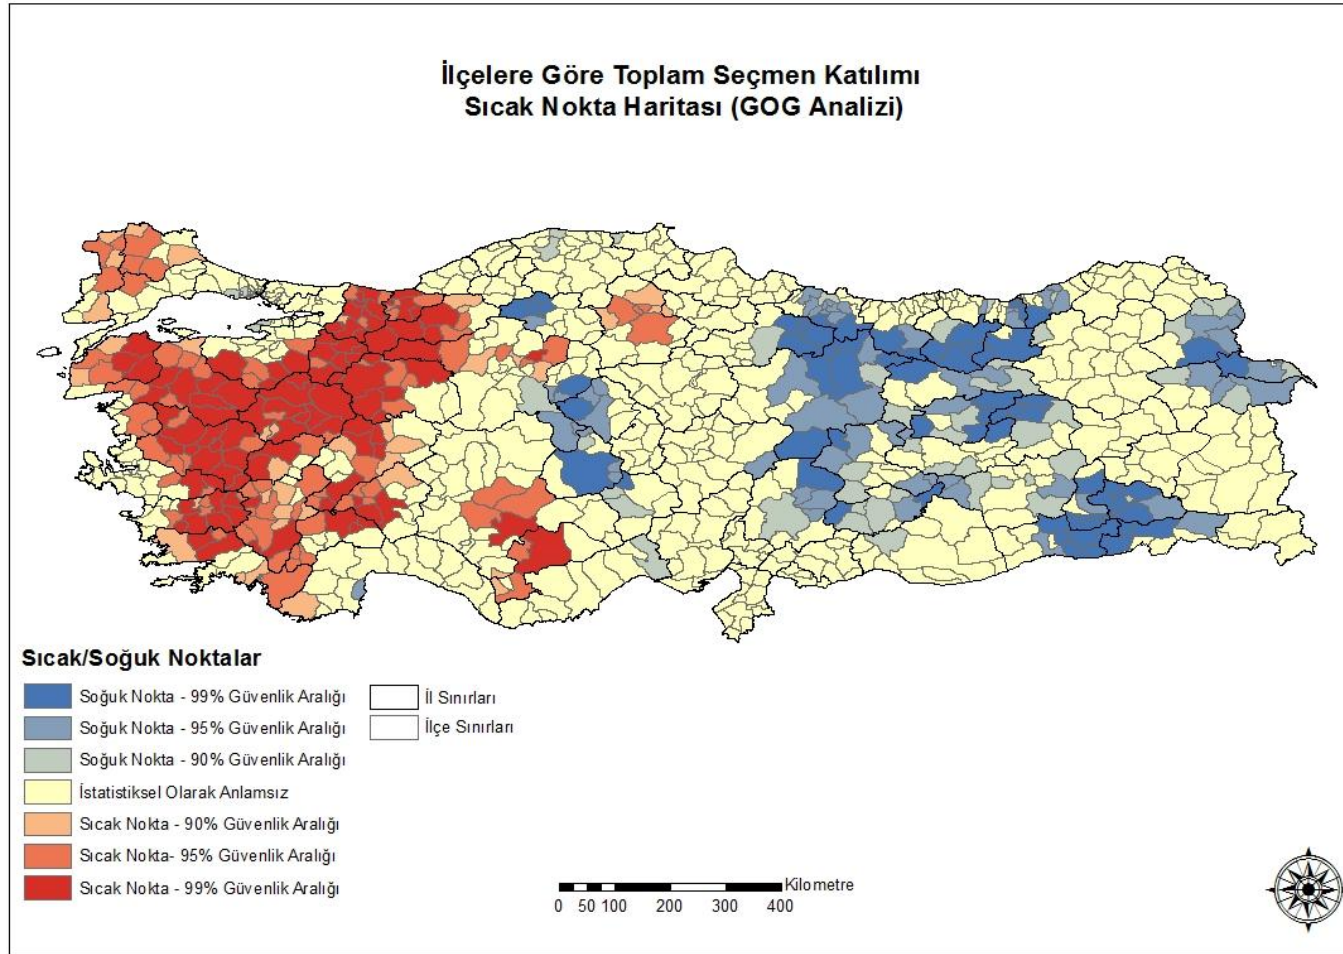 İlçelere Göre Toplam Seçmen Katılımı
Sıcak Nokta Haritası (GOG Analizi)
Sıcak/Soğuk Noktalar
Soğuk Nokta - 99% Güvenlik Aralığı
Soğuk Nokta - 95% Güvenlik Aralığı
Soğuk Nokta - 90% Güvenlik Aralığı
İstatistiksel Olarak Anlamsız
Sıcak Nokta - 90% Güvenlik Aralığı
Sıcak Nokta- 95% Güvenlik Aralığı
Sıcak Nokta - 99% Güvenlik Aralığı
İl Sınırları
İlçe Sınırları
Kilometre
0 50 100 200 300 400